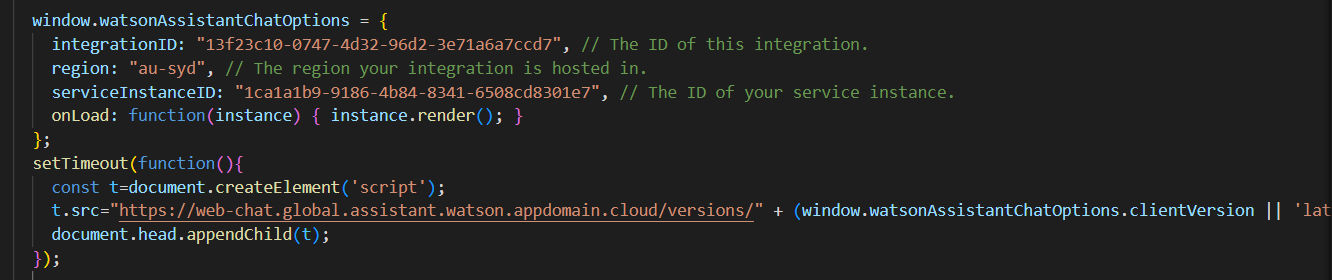 window.watsonAssistantChatOptions = {
integrationID: "13f23c10-0747-4d32-96d2-3e71a6a7ccd7", // The ID of this integration.
region: "au-syd", // The region your integration is hosted in.
serviceInstanceID: "1ca1a1b9-9186-4b84-8341-6508cd8301e7", // The ID of your service instance.
onLoad: function(instance) { instance.render(); }
};
setTimeout(function(){
const t=document.createElement('script');
t.src="https://web-chat.global.assistant.watson.appdomain.cloud/versions/" + (window.watsonAssistantChatOptions.clientVersion || 'lat
document.head.appendChild(t);
});